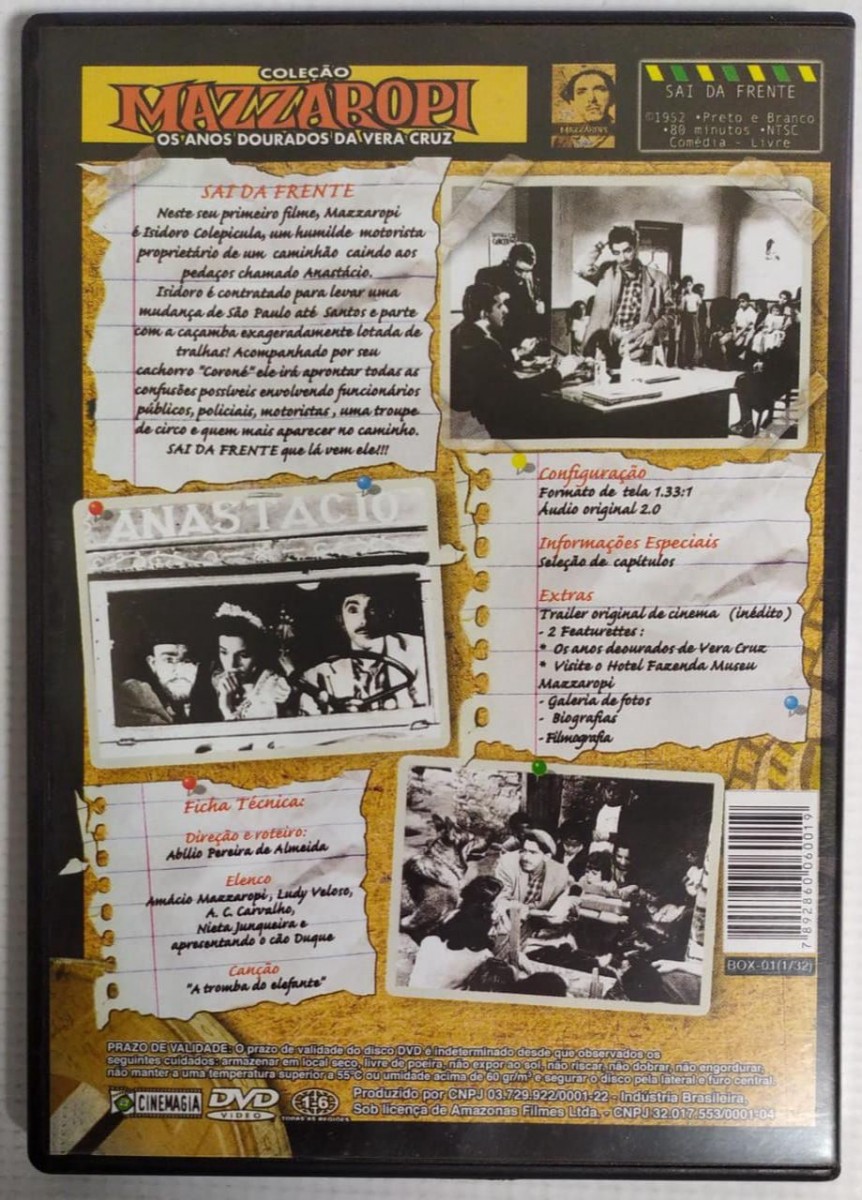 COLEÇÃO
MAZZAROPI
OS ANOS DOURADOS DA VERA CRUZ
MAZZAROPI
SAI DA FRENTE
©1952 •Preto e Branco
•80 minutos •NTSC
Comédia - Livre
SAI DA FRENTE
Neste seu primeiro filme, Mazzaropi
é Isidoro Colepicula, um humilde motorista
proprietário de um caminhão caindo aos
pedaços chamado Anastácio.
Isidoro é contratado para levar uma
mudança de São Paulo até Santos e parte
com a caçamba exageradamente lotada de
tralhas! Acompanhado por seu
cachorro "Coroné" ele irá aprontar todas as
confusões possíveis envolvendo funcionários
públicos, policiais, motoristas, uma troupe
de circo e quem mais aparecer no caminho.
SAI DA FRENTE que lá vem ele!!!
ANASTACIO
Configuração
Formato de tela 1.33:1
Áudio original 2.0
Informações Especiais
Seleção de capítulos
Extras
Trailer original de cinema (inédito)
- 2 Featurettes :
* Os anos deourados de Vera Cruz
* Visite o Hotel Fazenda Museu
Mazzaropi
- Galeria de fotos
- Biografias
- Filmografia
Ficha Técnica:
Direção e roteiro:
Abílio Pereira de Almeida
Elenco
Amácio Mazzaropi, Ludy Veloso,
A. C. Carvalho,
Nieta Junqueira e
apresentando o cão Duque
Canção
"A tromba do elefante"
7 892860 060019
BOX-01(1/32)
PRAZO DE VALIDADE: O prazo de validade do disco DVD é indeterminado desde que observados os
seguintes cuidados: armazenar em local seco, livre de poeira, não expor ao sol, não riscar, não dobrar, não engordurar,
não manter a uma temperatura superior a 55°C ou umidade acima de 60 gr/m³ e segurar o disco pela lateral e furo central.
CINEMAGIA
DVD
VIDEO
1-6
TODAS AS REGIÕES
Produzido por CNPJ 03.729.922/0001-22 - Indústria Brasileira,
Sob licença de Amazonas Filmes Ltda. - CNPJ 32.017.553/0001-04